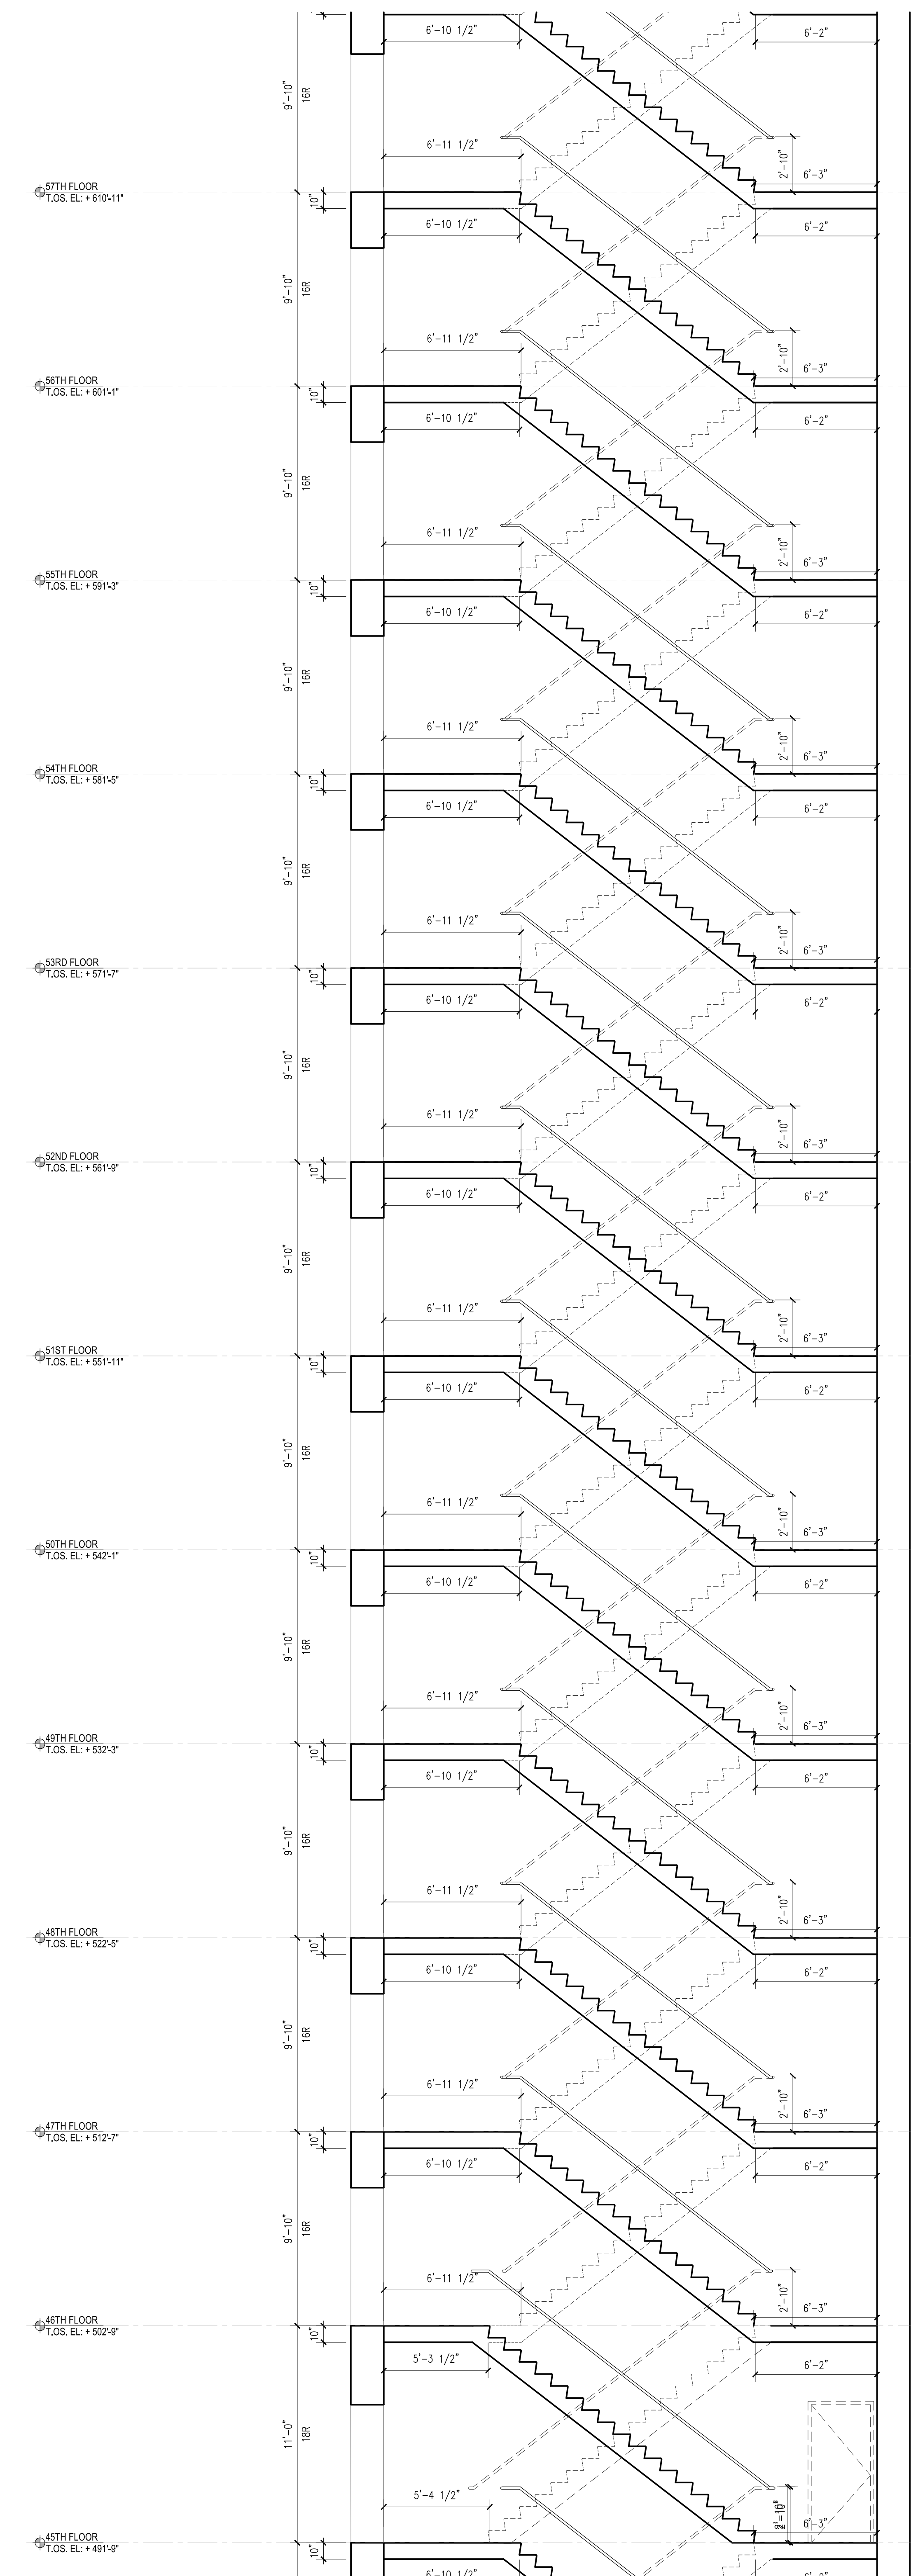 6'-10 1/2"
6'-2"
9'-10"
16R
6'-11 1/2"
2'-10"
6'-3"
57TH FLOOR
T.OS. EL: + 610'-11"
10"
6'-10 1/2"
6'-2"
9'-10"
16R
6'-11 1/2"
2'-10"
6'-3"
56TH FLOOR
T.OS. EL: + 601'-1"
10"
6'-10 1/2"
6'-2"
9'-10"
16R
6'-11 1/2"
2'-10"
6'-3"
55TH FLOOR
T.OS. EL: + 591'-3"
10"
6'-10 1/2"
6'-2"
9'-10"
16R
6'-11 1/2"
2'-10"
6'-3"
54TH FLOOR
T.OS. EL: + 581'-5"
10"
6'-10 1/2"
6'-2"
9'-10"
16R
6'-11 1/2"
2'-10"
6'-3"
53RD FLOOR
T.OS. EL: + 571'-7"
10"
6'-10 1/2"
6'-2"
9'-10"
16R
6'-11 1/2"
2'-10"
6'-3"
52ND FLOOR
T.OS. EL: + 561'-9"
10"
6'-10 1/2"
6'-2"
9'-10"
16R
6'-11 1/2"
2'-10"
6'-3"
51ST FLOOR
T.OS. EL: + 551'-11"
10"
6'-10 1/2"
6'-2"
9'-10"
16R
6'-11 1/2"
2'-10"
6'-3"
50TH FLOOR
T.OS. EL: + 542'-1"
10"
6'-10 1/2"
6'-2"
9'-10"
16R
6'-11 1/2"
2'-10"
6'-3"
49TH FLOOR
T.OS. EL: + 532'-3"
10"
6'-10 1/2"
6'-2"
9'-10"
16R
6'-11 1/2"
2'-10"
6'-3"
48TH FLOOR
T.OS. EL: + 522'-5"
10"
6'-10 1/2"
6'-2"
9'-10"
16R
6'-11 1/2"
2'-10"
6'-3"
47TH FLOOR
T.OS. EL: + 512'-7"
10"
6'-10 1/2"
6'-2"
9'-10"
16R
6'-11 1/2"
2'-10"
6'-3"
46TH FLOOR
T.OS. EL: + 502'-9"
10"
5'-3 1/2"
6'-2"
11'-0"
18R
5'-4 1/2"
6'-3"
45TH FLOOR
T.OS. EL: + 491'-9"
10"
6'-10 1/2"